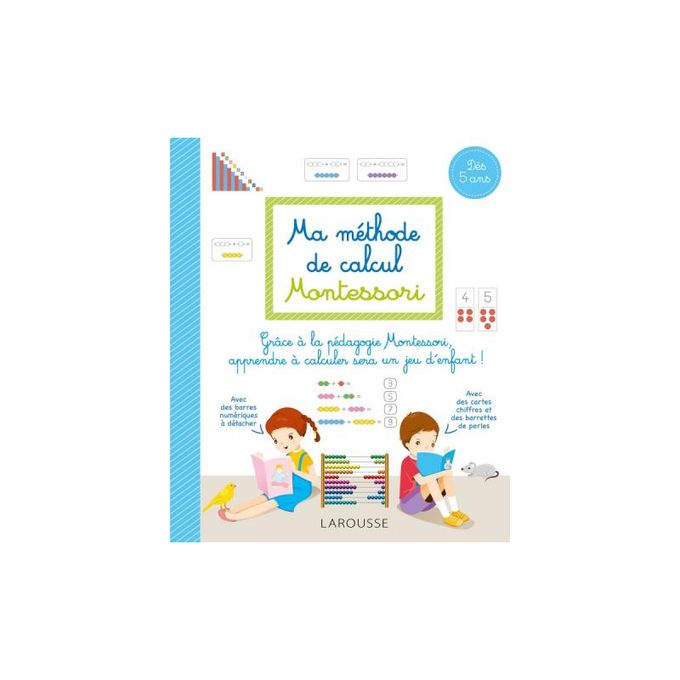 Dès
5 ans
Ma méthode
de calcul
Montessori
4 5
Grâce à la pédagogie Montessori,
apprendre à calculer sera un jeu d'enfant !
+ = 3
+ = 5
+ = 7
+ = 9
Avec
des barres
numériques à
détacher
Avec
des cartes
chiffres et
des barrettes
de perles
LAROUSSE